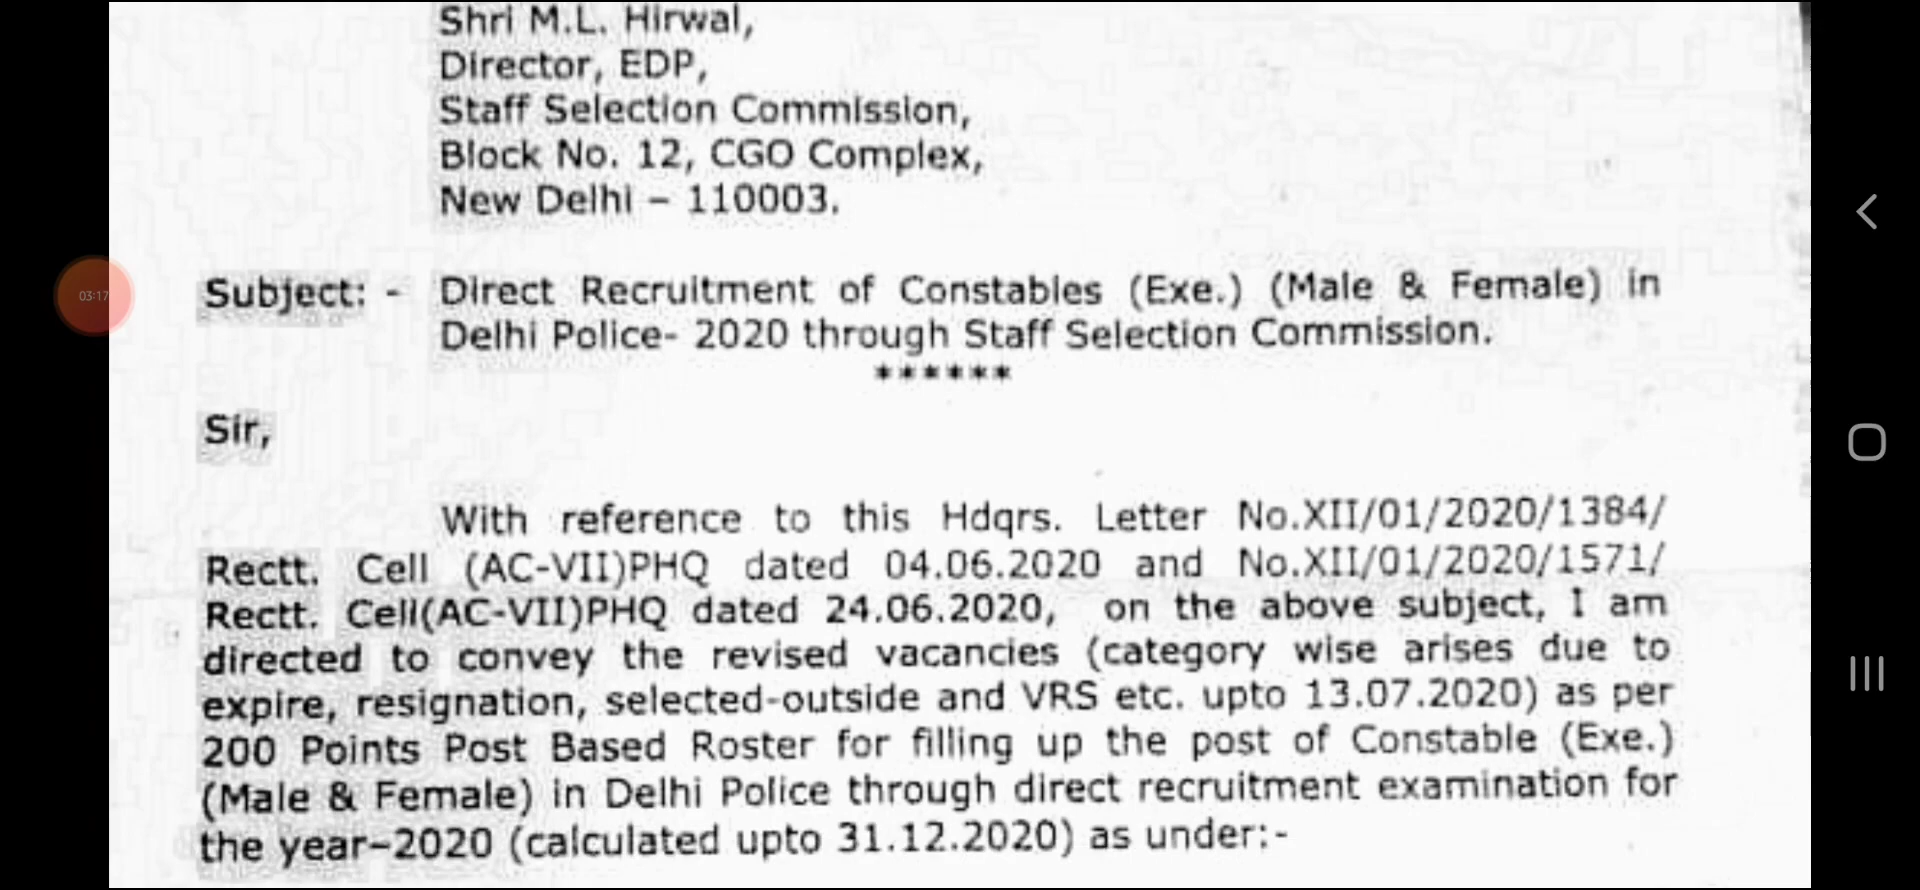 Shri M.L. Hirwal,
Director, EDP,
Staff Selection Commission,
Block No. 12, CGO Complex,
New Delhi – 110003.
Subject: - Direct Recruitment of Constables (Exe.) (Male & Female) in
Delhi Police- 2020 through Staff Selection Commission.
******
Sir,
With reference to this Hdqrs. Letter No.XII/01/2020/1384/
Rectt. Cell (AC-VII)PHQ dated 04.06.2020 and No.XII/01/2020/1571/
Rectt. Cell(AC-VII)PHQ dated 24.06.2020, on the above subject, I am
directed to convey the revised vacancies (category wise arises due to
expire, resignation, selected-outside and VRS etc. upto 13.07.2020) as per
200 Points Post Based Roster for filling up the post of Constable (Exe.)
(Male & Female) in Delhi Police through direct recruitment examination for
the year–2020 (calculated upto 31.12.2020) as under:-
03:17